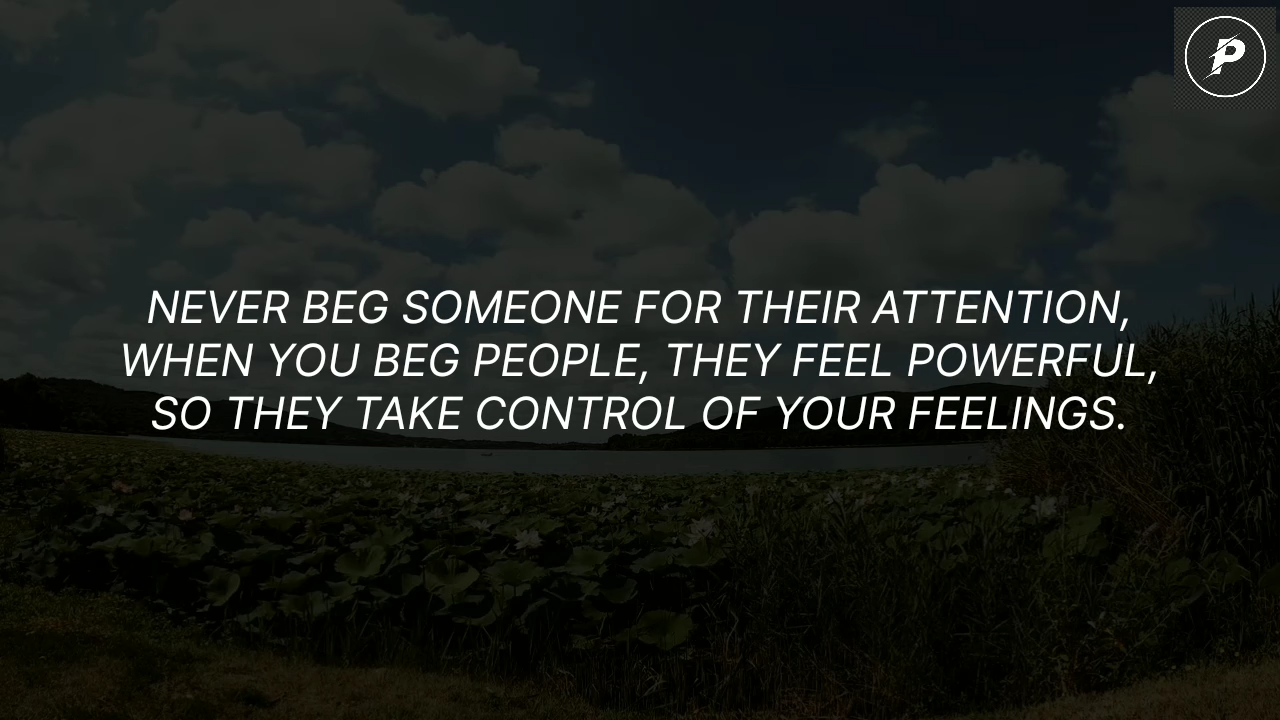 P
NEVER BEG SOMEONE FOR THEIR ATTENTION,
WHEN YOU BEG PEOPLE, THEY FEEL POWERFUL,
SO THEY TAKE CONTROL OF YOUR FEELINGS.